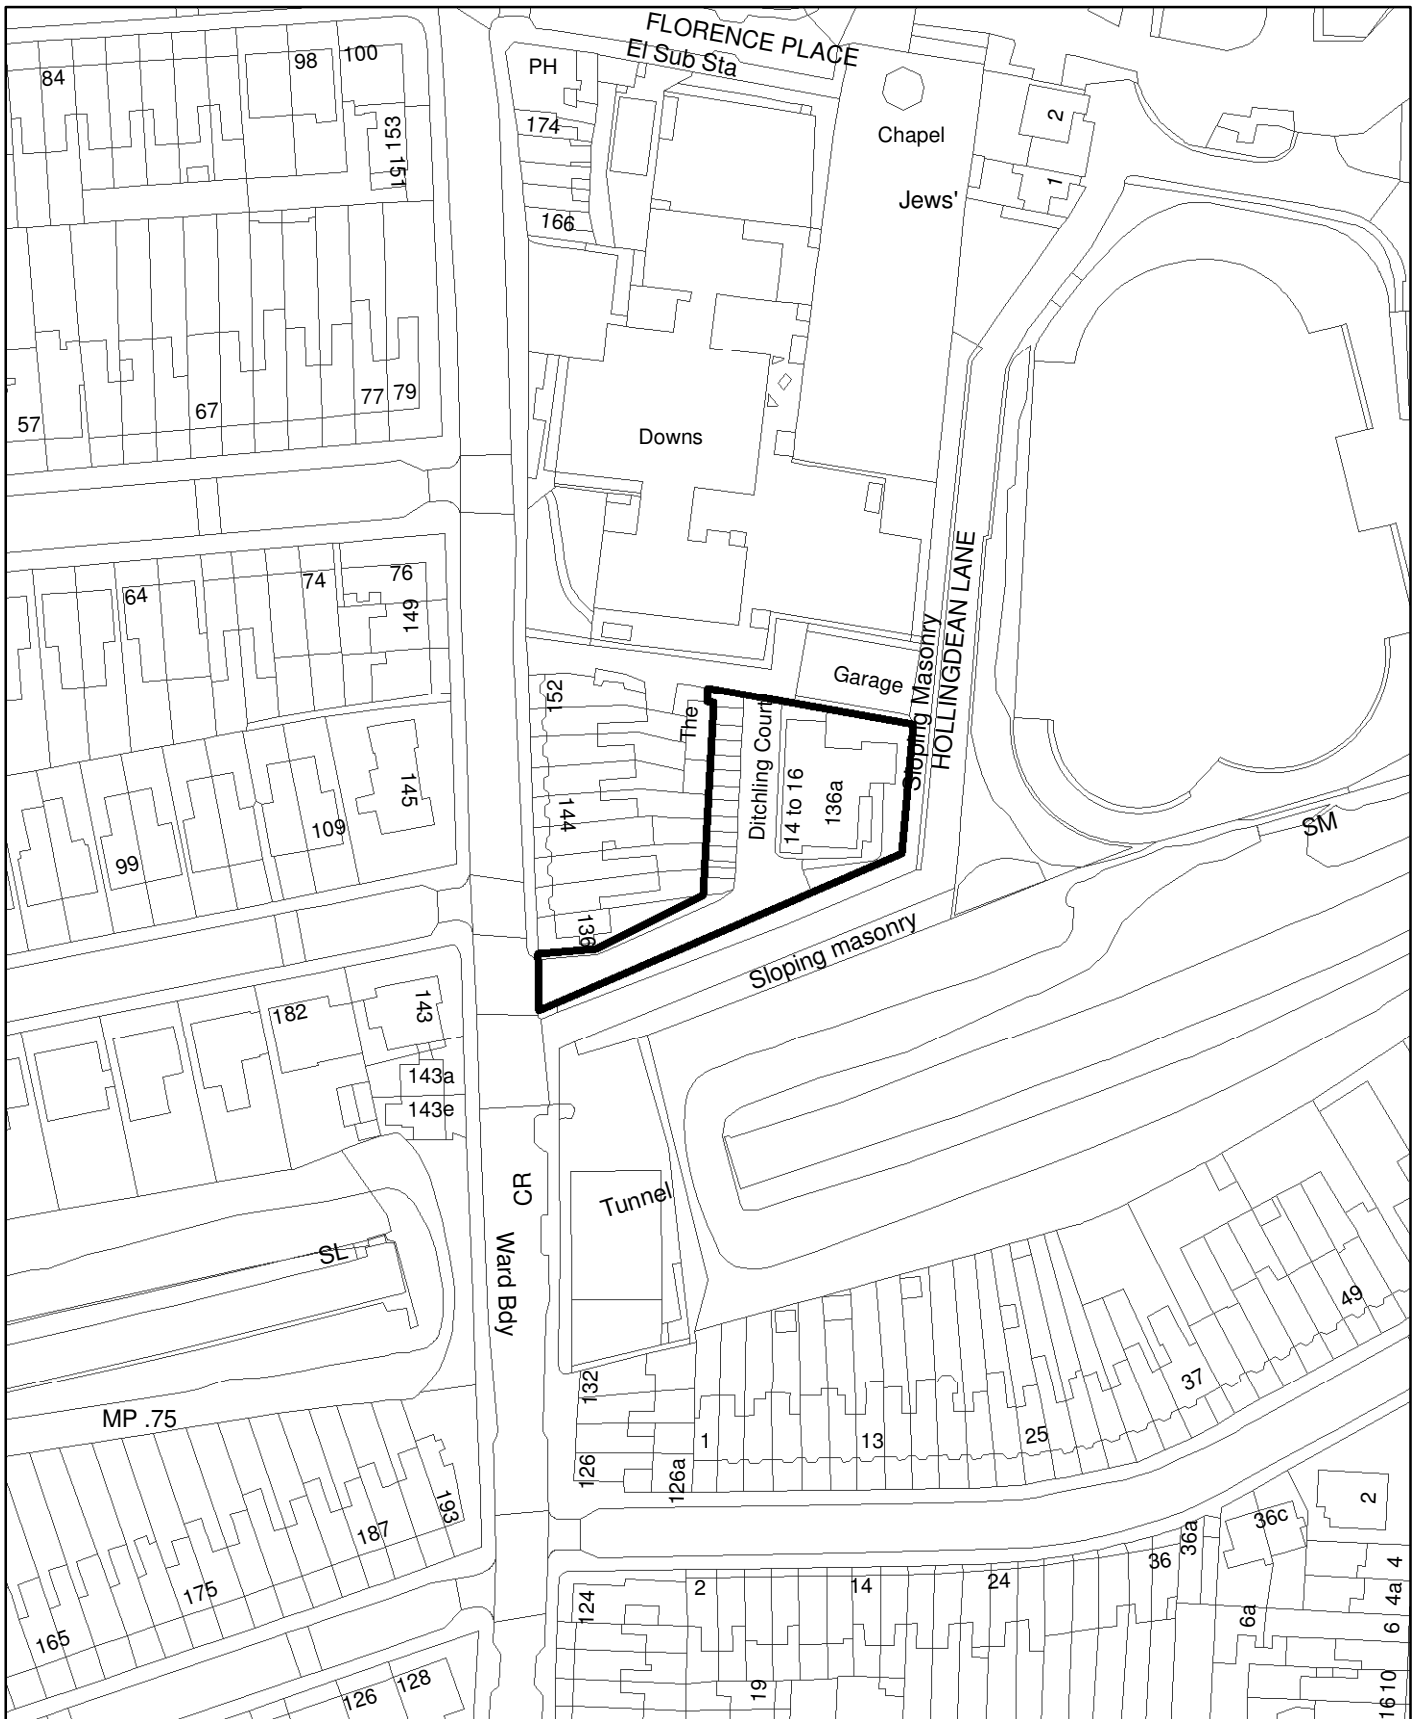 FLORENCE PLACE
El Sub Sta
PH
100
98
84
174
153
151
Chapel
2
1
Jews'
166
79
77
67
57
Downs
64
74
76
149
HOLLINGDEAN LANE
Sloping Masonry
Garage
152
The
Ditchling Court
14 to 16
136a
144
145
109
99
136
SM
Sloping masonry
182
143
143a
143e
CR
Tunnel
Ward Bdy
SL
49
37
132
MP .75
1
13
25
126
126a
193
187
175
165
2
36c
36a
36
4
4a
6
6a
24
14
2
124
19
10
16
128
126